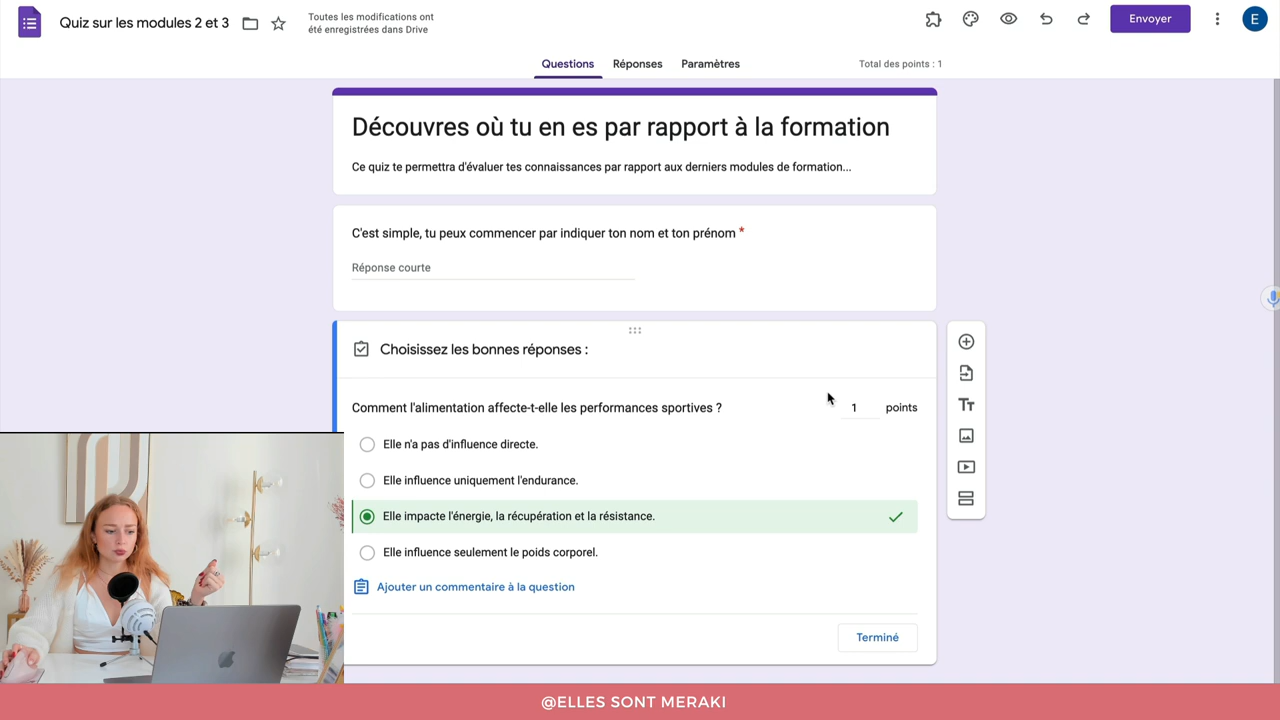 Quiz sur les modules 2 et 3
Toutes les modifications ont
été enregistrées dans Drive
Envoyer
E
Questions
Réponses
Paramètres
Total des points : 1
Découvres où tu en es par rapport à la formation
Ce quiz te permettra d'évaluer tes connaissances par rapport aux derniers modules de formation...
C'est simple, tu peux commencer par indiquer ton nom et ton prénom *
Réponse courte
Choisissez les bonnes réponses :
Comment l'alimentation affecte-t-elle les performances sportives ?
1 points
Elle n'a pas d'influence directe.
Elle influence uniquement l'endurance.
Elle impacte l'énergie, la récupération et la résistance.
Elle influence seulement le poids corporel.
Ajouter un commentaire à la question
Terminé
@ELLES SONT MERAKI